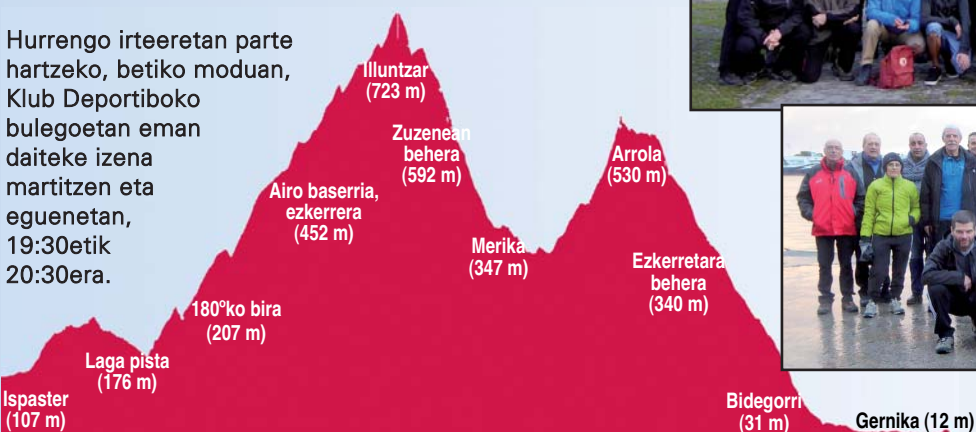 Hurrengo irteeretan parte
hartzeko, betiko moduan,
Klub Deportiboko
bulegoetan eman
daiteke izena
martitzen eta
eguenetan,
19:30etik
20:30era.
Illuntzar
(723 m)
Zuzenean
behera
(592 m)
Arrola
(530 m)
Airo baserria,
ezkerrera
(452 m)
Merika
(347 m)
Ezkerretara
behera
(340 m)
180ºko bira
(207 m)
Laga pista
(176 m)
Ispaster
(107 m)
Bidegorri
(31 m)
Gernika (12 m)